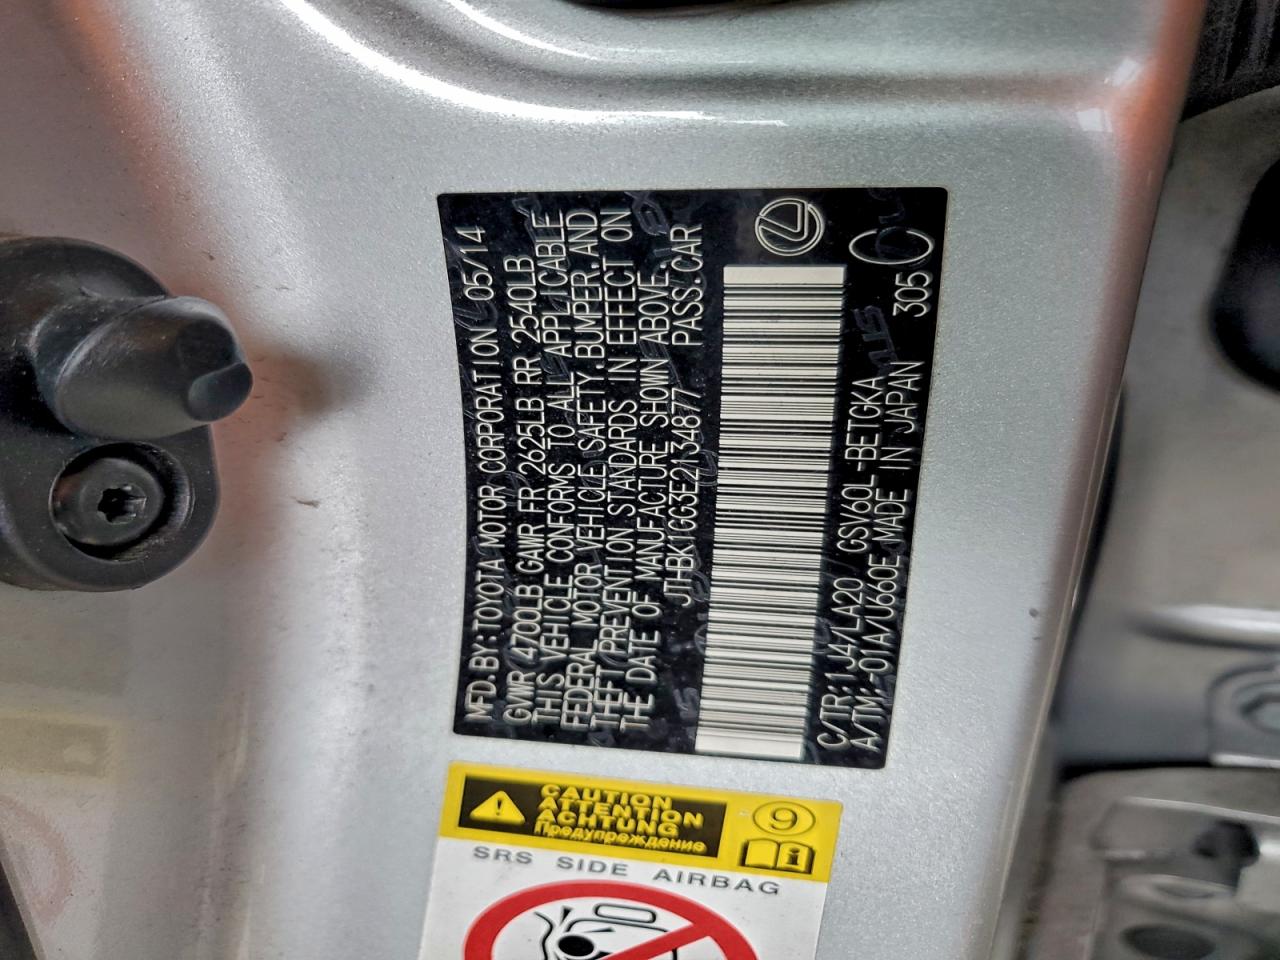 MFD.BY:TOYOTA MOTOR CORPORATION 05/14
GVWR 4700LB GAWR FR 2625LB RR 2540LB
THIS VEHICLE CONFORMS TO ALL APPLICABLE
FEDERAL MOTOR VEHICLE SAFETY,BUMPER,AND
THEFT PREVENTION STANDARDS IN EFFECT ON
THE DATE OF MANUFACTURE SHOWN ABOVE.
JTHBK1GG3E2134877 PASS.CAR
C/TR:1J4/LA20 GSV60L-BETGKA
A/TM:-01A/U660E MADE IN JAPAN 305
CAUTION
ATTENTION
ACHTUNG
Предупреждение
9
i
SRS SIDE AIRBAG